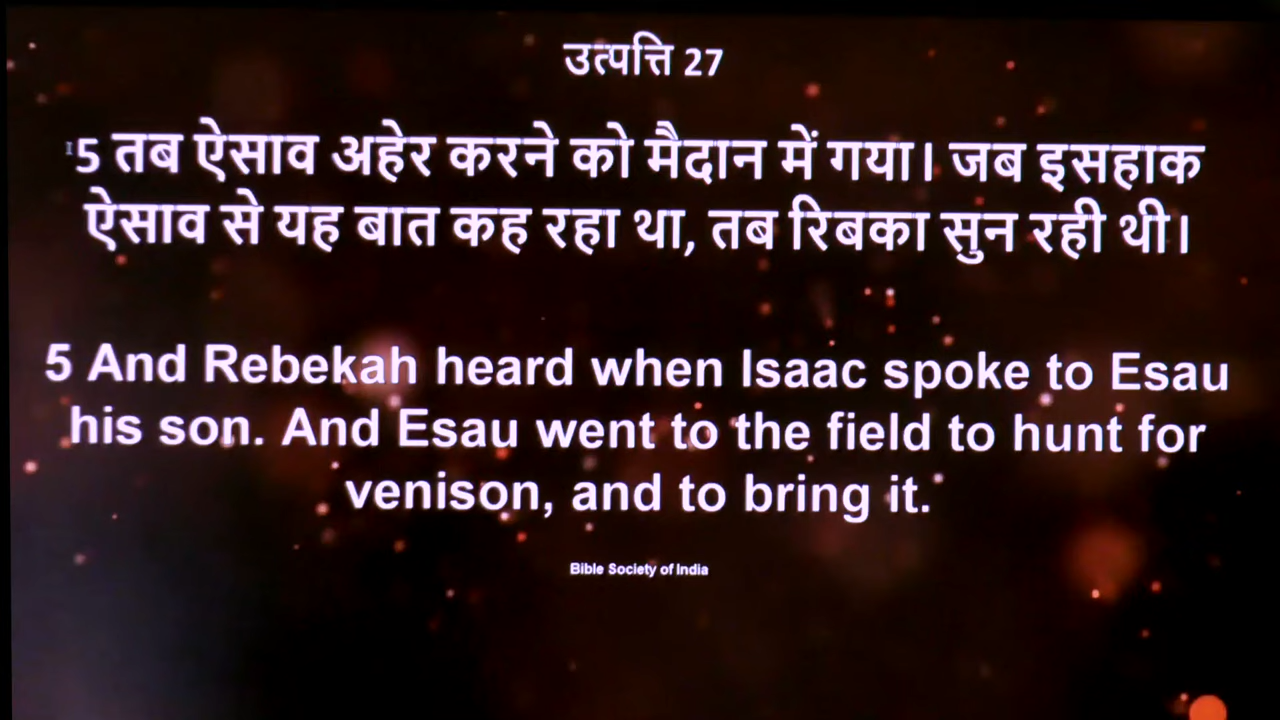 उत्पत्ति 27
5 तब ऐसाव अहेर करने को मैदान में गया। जब इसहाक
ऐसाव से यह बात कह रहा था, तब रिबका सुन रही थी।
5 And Rebekah heard when Isaac spoke to Esau
his son. And Esau went to the field to hunt for
venison, and to bring it.
Bible Society of India